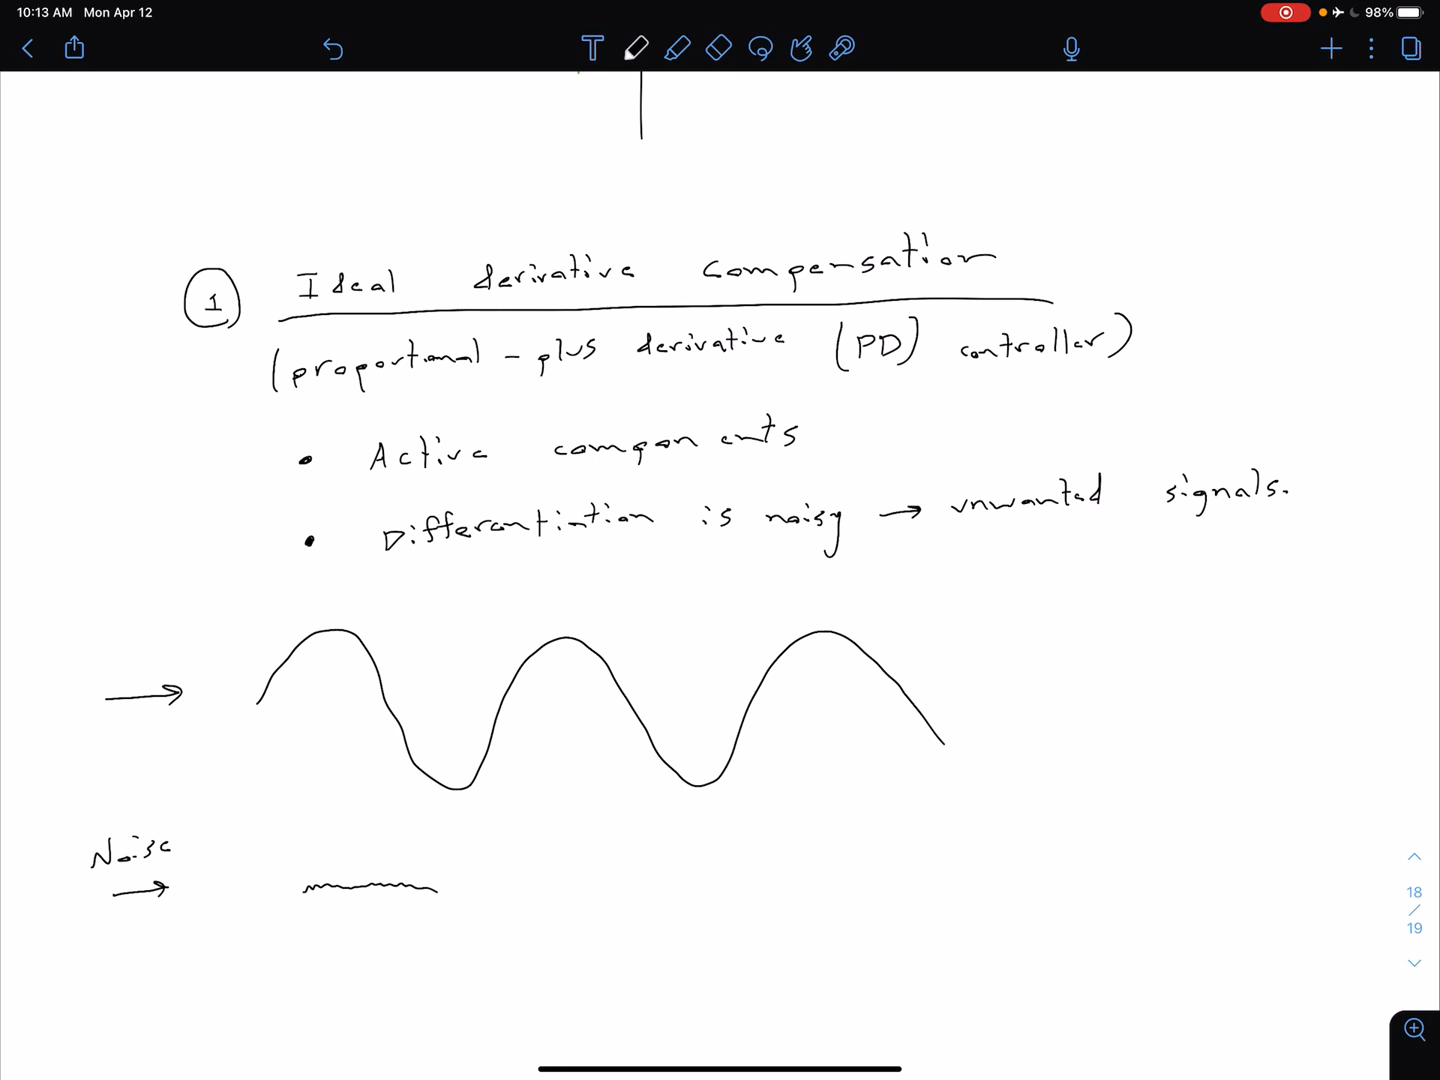 10:13 AM Mon Apr 12
98%
T
1 Ideal derivative compensation
(proportional - plus derivative (PD) controller)
• Active components
• Differentiation is noisy → unwanted signals.
→
Noise
→
18
/
19